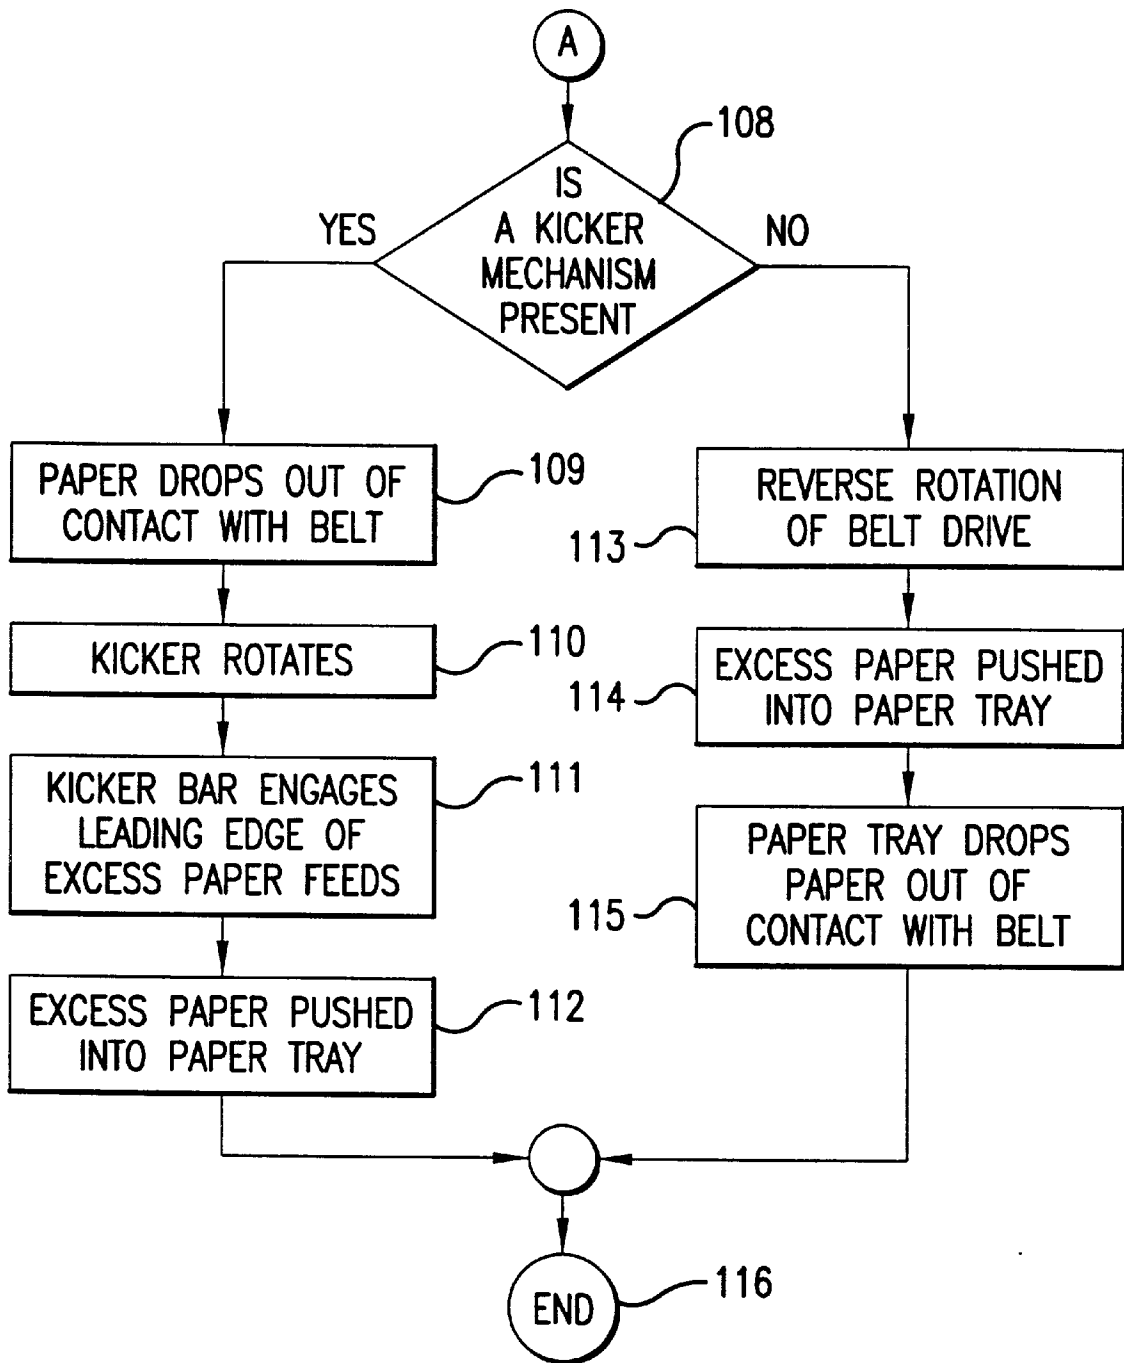 A
108
IS
A KICKER
MECHANISM
PRESENT
YES
NO
PAPER DROPS OUT OF
CONTACT WITH BELT
109
KICKER ROTATES
110
KICKER BAR ENGAGES
LEADING EDGE OF
EXCESS PAPER FEEDS
111
EXCESS PAPER PUSHED
INTO PAPER TRAY
112
REVERSE ROTATION
OF BELT DRIVE
113
EXCESS PAPER PUSHED
INTO PAPER TRAY
114
PAPER TRAY DROPS
PAPER OUT OF
CONTACT WITH BELT
115
END
116